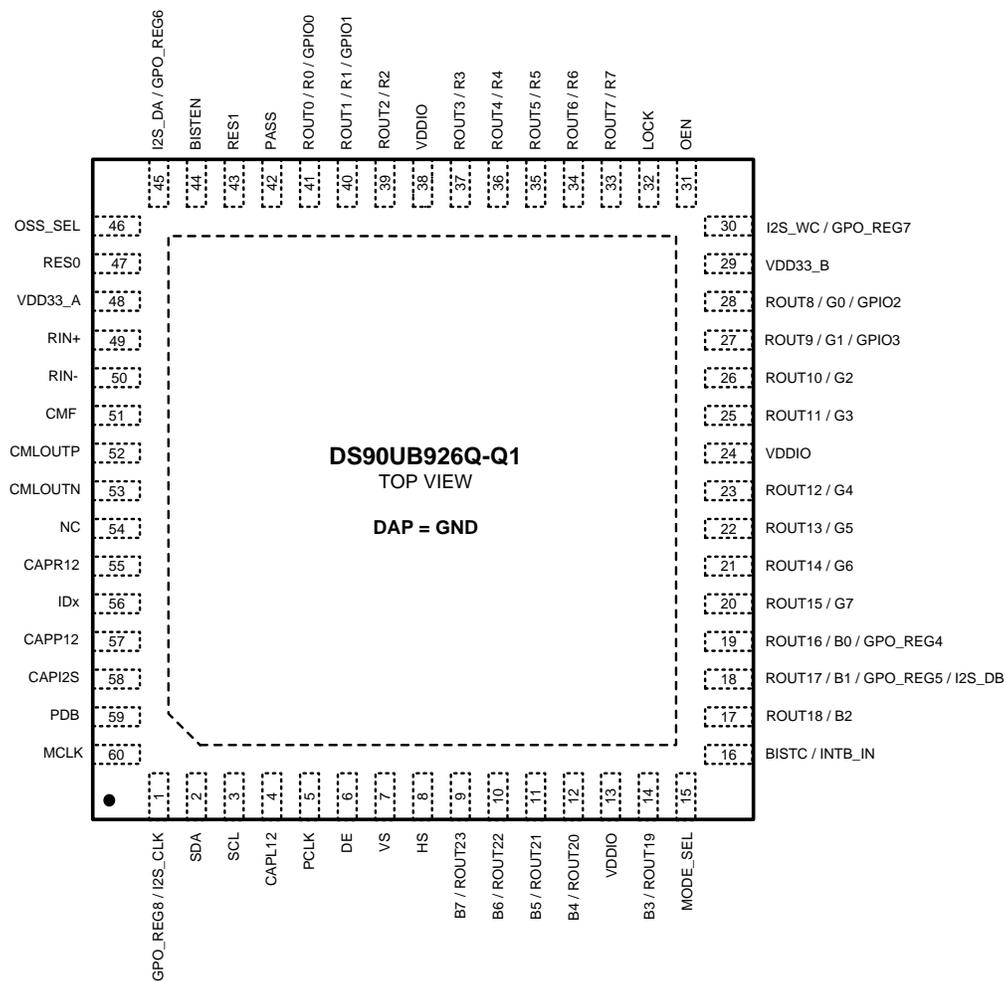 I2S_DA / GPO_REG6
BISTEN
RES1
PASS
ROUT0 / R0 / GPIO0
ROUT1 / R1 / GPIO1
ROUT2 / R2
VDDIO
ROUT3 / R3
ROUT4 / R4
ROUT5 / R5
ROUT6 / R6
ROUT7 / R7
LOCK
OEN
45
44
43
42
41
40
39
38
37
36
35
34
33
32
31
OSS_SEL 46
RES0 47
VDD33_A 48
RIN+ 49
RIN- 50
CMF 51
CMLOUTP 52
CMLOUTN 53
NC 54
CAPR12 55
IDx 56
CAPP12 57
CAPI2S 58
PDB 59
MCLK 60
DS90UB926Q-Q1
TOP VIEW
DAP = GND
30 I2S_WC / GPO_REG7
29 VDD33_B
28 ROUT8 / G0 / GPIO2
27 ROUT9 / G1 / GPIO3
26 ROUT10 / G2
25 ROUT11 / G3
24 VDDIO
23 ROUT12 / G4
22 ROUT13 / G5
21 ROUT14 / G6
20 ROUT15 / G7
19 ROUT16 / B0 / GPO_REG4
18 ROUT17 / B1 / GPO_REG5 / I2S_DB
17 ROUT18 / B2
16 BISTC / INTB_IN
1
2
3
4
5
6
7
8
9
10
11
12
13
14
15
GPO_REG8 / I2S_CLK
SDA
SCL
CAPL12
PCLK
DE
VS
HS
B7 / ROUT23
B6 / ROUT22
B5 / ROUT21
B4 / ROUT20
VDDIO
B3 / ROUT19
MODE_SEL